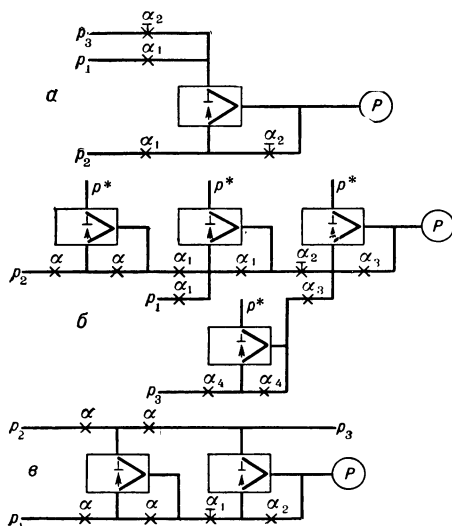 α₂
p₃
p₁ α₁
а P
p₂ α₁ α₂
p* p* p*
P
α α α₁ α₁ α₂ α₃
p₂
α₁ α₃
p₁
б p*
p₃ α₄ α₄
α α
p₂ p₃
в P
α α α₁ α₂
p